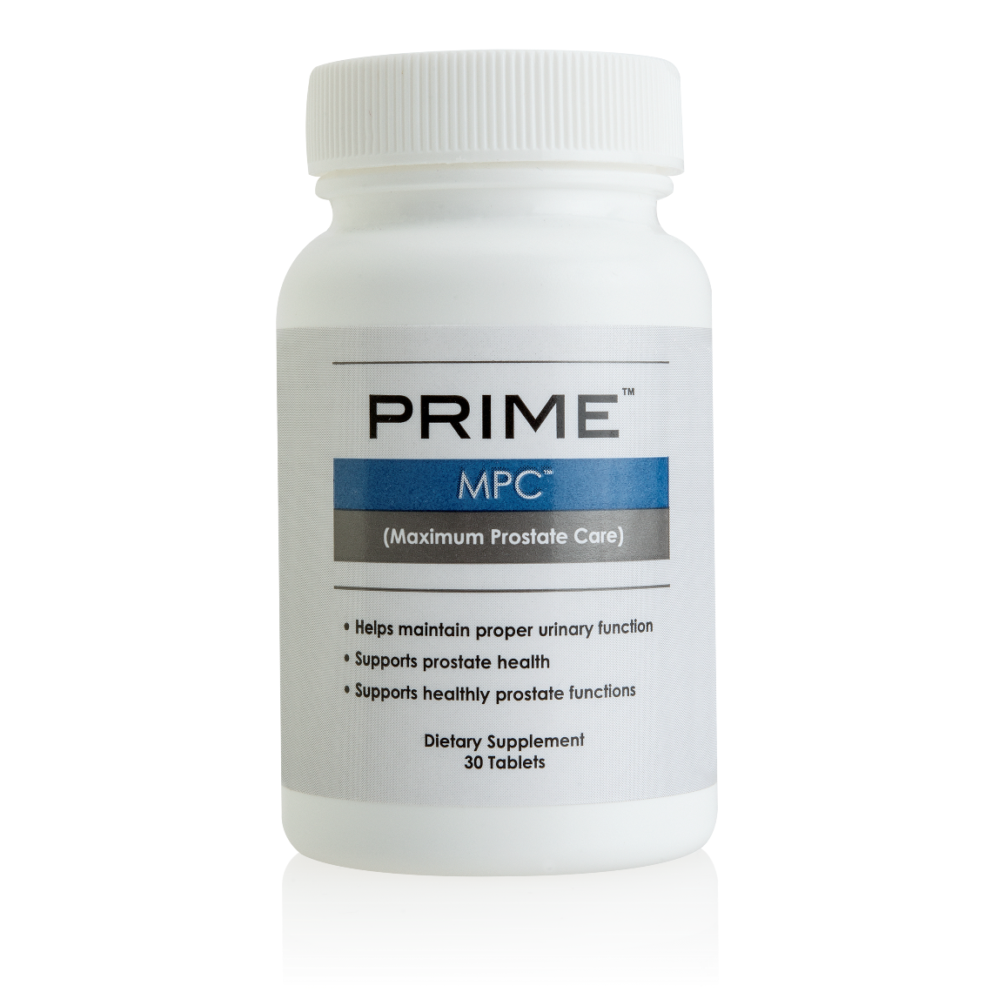 PRIME™
MPC™
(Maximum Prostate Care)
• Helps maintain proper urinary function
• Supports prostate health
• Supports healthly prostate functions
Dietary Supplement
30 Tablets